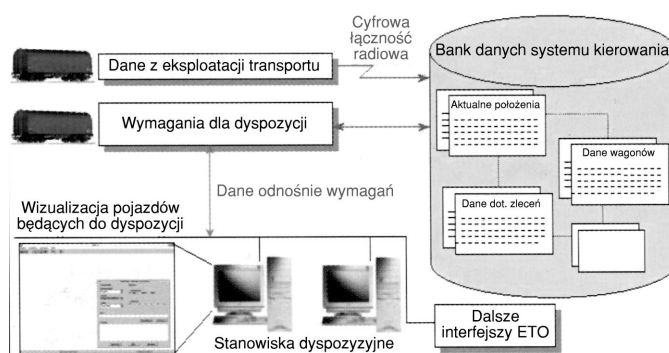 Cyfrowa
łączność
radiowa
Bank danych systemu kierowania
Dane z eksploatacji transportu
Aktualne położenia
Wymagania dla dyspozycji
Dane wagonów
Dane odnośnie wymagań
Dane dot. zleceń
Wizualizacja pojazdów
będących do dyspozycji
Stanowiska dyspozyzyjne
Dalsze
interfejszy ETO